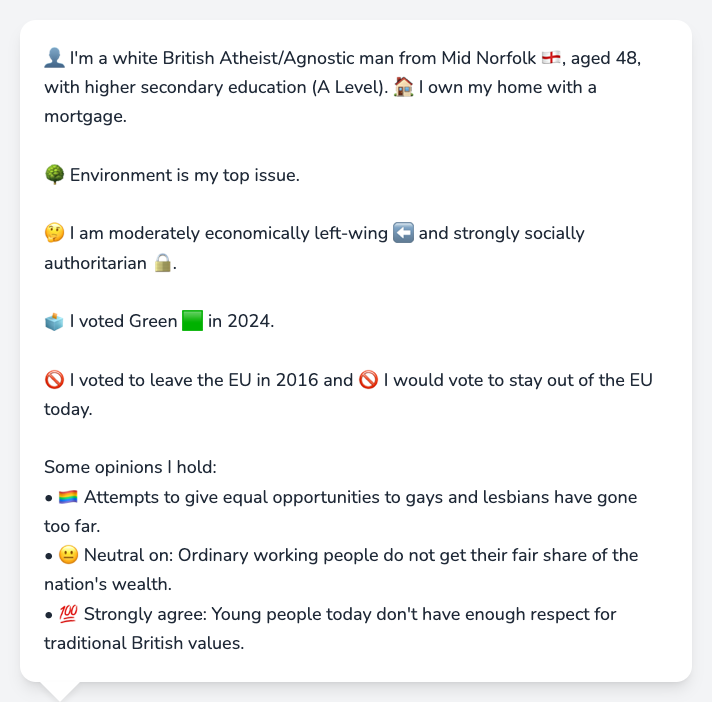 👤 I'm a white British Atheist/Agnostic man from Mid Norfolk 🏴󠁧󠁢󠁥󠁮󠁧󠁿, aged 48,
with higher secondary education (A Level). 🏠 I own my home with a
mortgage.
🌳 Environment is my top issue.
🤔 I am moderately economically left-wing ⬅️ and strongly socially
authoritarian 🔒.
🗳️ I voted Green 🟩 in 2024.
🚫 I voted to leave the EU in 2016 and 🚫 I would vote to stay out of the EU
today.
Some opinions I hold:
• 🏳️‍🌈 Attempts to give equal opportunities to gays and lesbians have gone
too far.
• 😐 Neutral on: Ordinary working people do not get their fair share of the
nation's wealth.
• 💯 Strongly agree: Young people today don't have enough respect for
traditional British values.